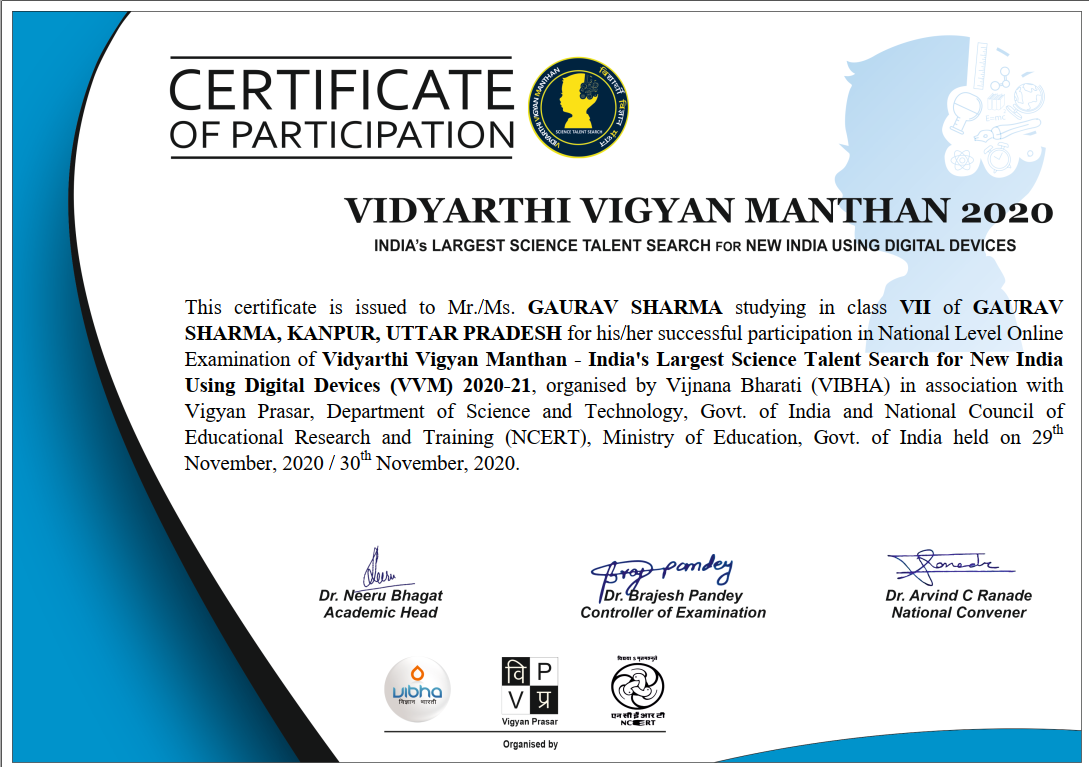 CERTIFICATE
OF PARTICIPATION
VIDYARTHI VIGYAN MANTHAN
विद्यार्थी विज्ञान मंथन
SCIENCE TALENT SEARCH
VIDYARTHI VIGYAN MANTHAN 2020
INDIA's LARGEST SCIENCE TALENT SEARCH FOR NEW INDIA USING DIGITAL DEVICES
This certificate is issued to Mr./Ms. GAURAV SHARMA studying in class VII of GAURAV
SHARMA, KANPUR, UTTAR PRADESH for his/her successful participation in National Level Online
Examination of Vidyarthi Vigyan Manthan - India's Largest Science Talent Search for New India
Using Digital Devices (VVM) 2020-21, organised by Vijnana Bharati (VIBHA) in association with
Vigyan Prasar, Department of Science and Technology, Govt. of India and National Council of
Educational Research and Training (NCERT), Ministry of Education, Govt. of India held on 29th
November, 2020 / 30th November, 2020.
Neeru
Braj Pandey
Ranade
Dr. Neeru Bhagat
Dr. Brajesh Pandey
Dr. Arvind C Ranade
Academic Head
Controller of Examination
National Convener
vibha
विज्ञान भारती
वि P
V प्र
Vigyan Prasar
एन सी ई आर टी
NCERT
Organised by